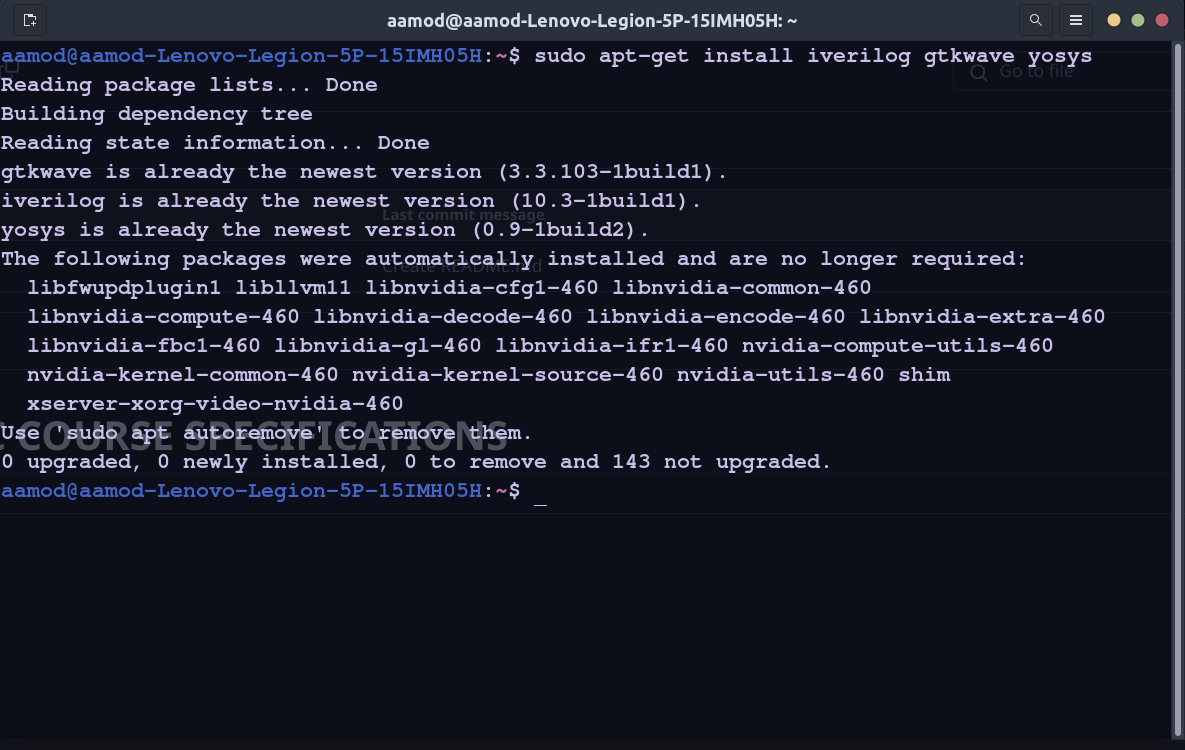 aamod@aamod-Lenovo-Legion-5P-15IMH05H: ~
aamod@aamod-Lenovo-Legion-5P-15IMH05H:~$ sudo apt-get install iverilog gtkwave yosys
Go to file
Reading package lists... Done
Building dependency tree
Reading state information... Done
gtkwave is already the newest version (3.3.103-1build1).
iverilog is already the newest version (10.3-1build1).
Last commit message
yosys is already the newest version (0.9-1build2).
The following packages were automatically installed and are no longer required:
Create README.md
libfwupdplugin1 libllvm11 libnvidia-cfg1-460 libnvidia-common-460
libnvidia-compute-460 libnvidia-decode-460 libnvidia-encode-460 libnvidia-extra-460
libnvidia-fbc1-460 libnvidia-gl-460 libnvidia-ifr1-460 nvidia-compute-utils-460
nvidia-kernel-common-460 nvidia-kernel-source-460 nvidia-utils-460 shim
xserver-xorg-video-nvidia-460
Use 'sudo apt autoremove' to remove them.
COURSE SPECIFICATIONS
0 upgraded, 0 newly installed, 0 to remove and 143 not upgraded.
aamod@aamod-Lenovo-Legion-5P-15IMH05H:~$ _